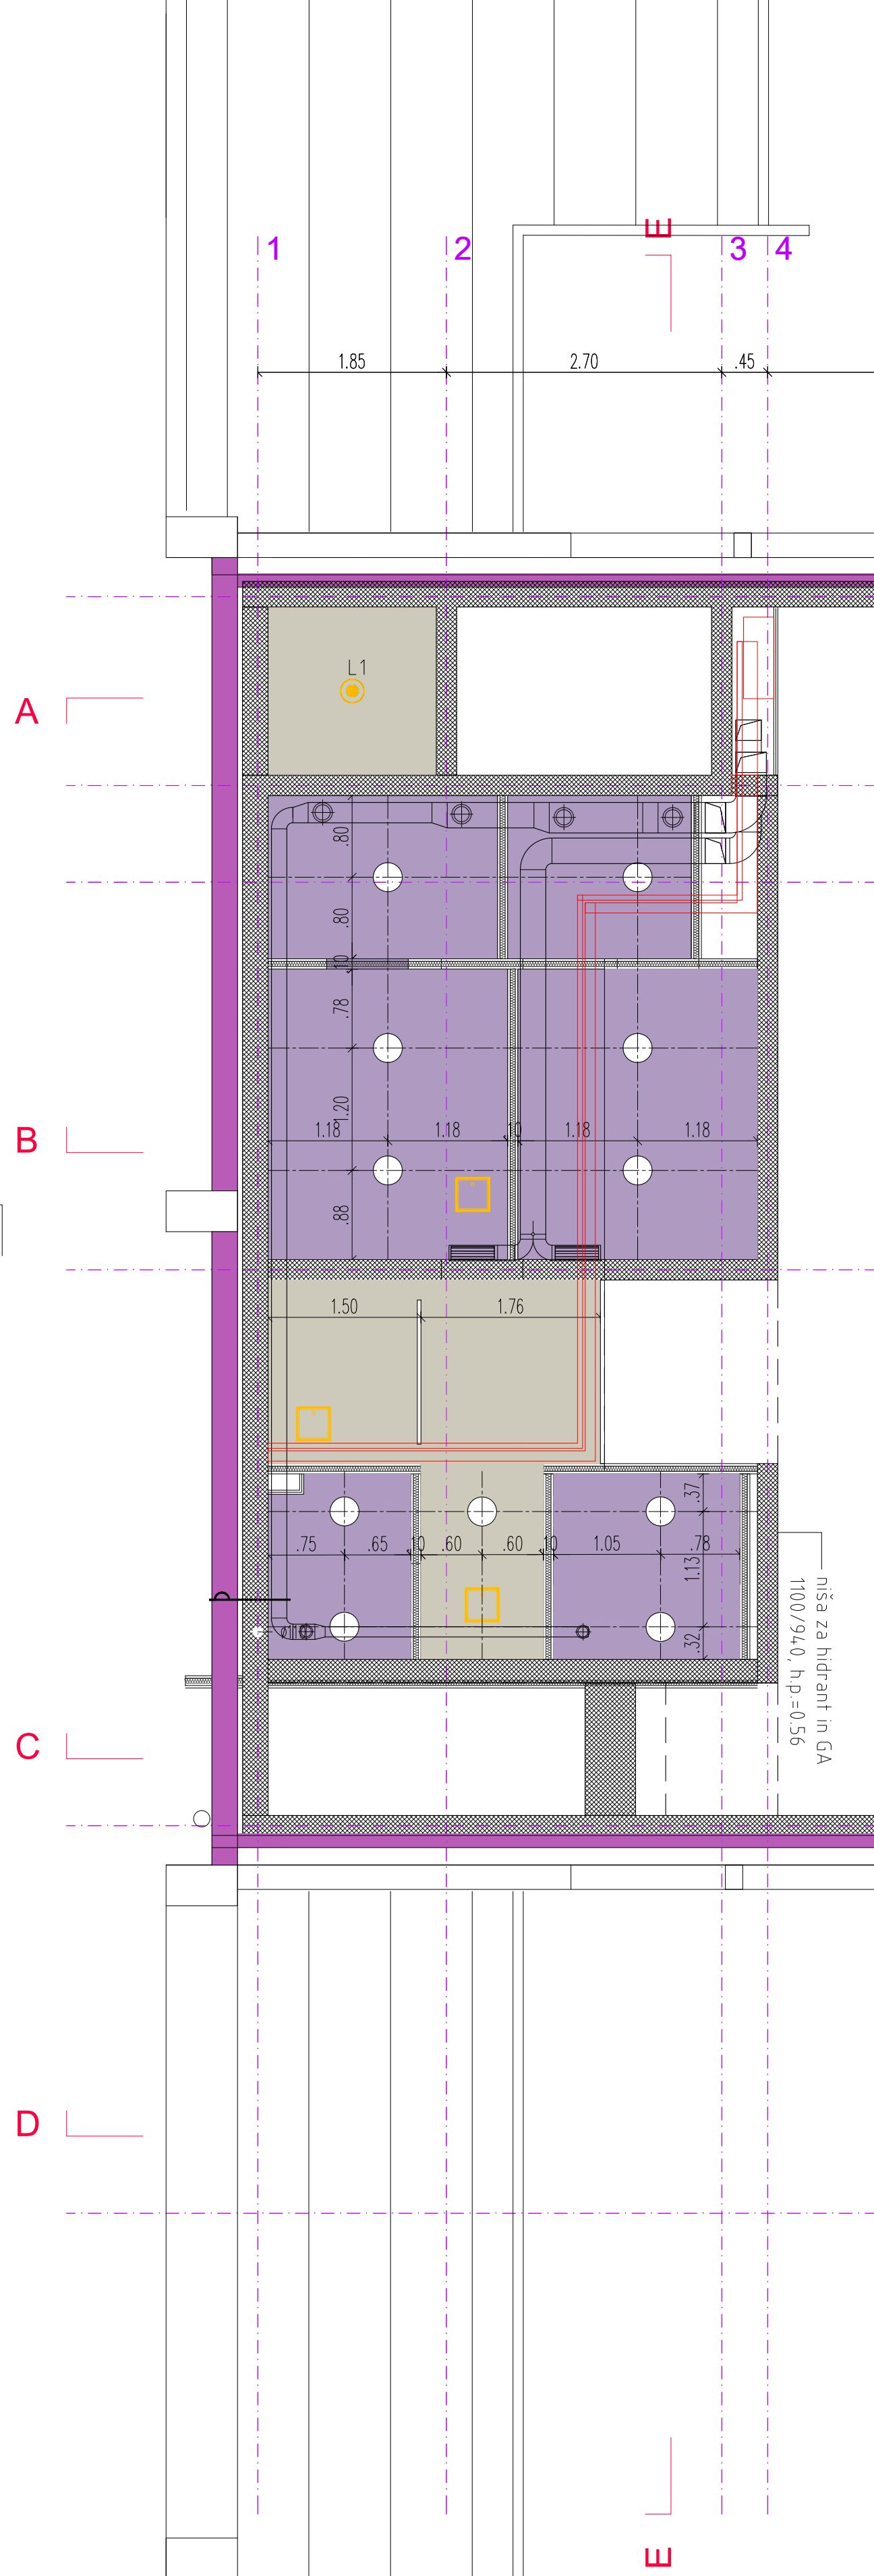 E
1 2 3 4
1.85 2.70 .45
L1
A
.80
.80
.10
.78
1.20
B
1.18 1.18 .10 1.18 1.18
.88
1.50 1.76
.37
.75 .65 .10 .60 .60 .10 1.05 .78
1.13
.32
niša za hidrant in GA
1100/940, h.p.=0.56
C
D
E